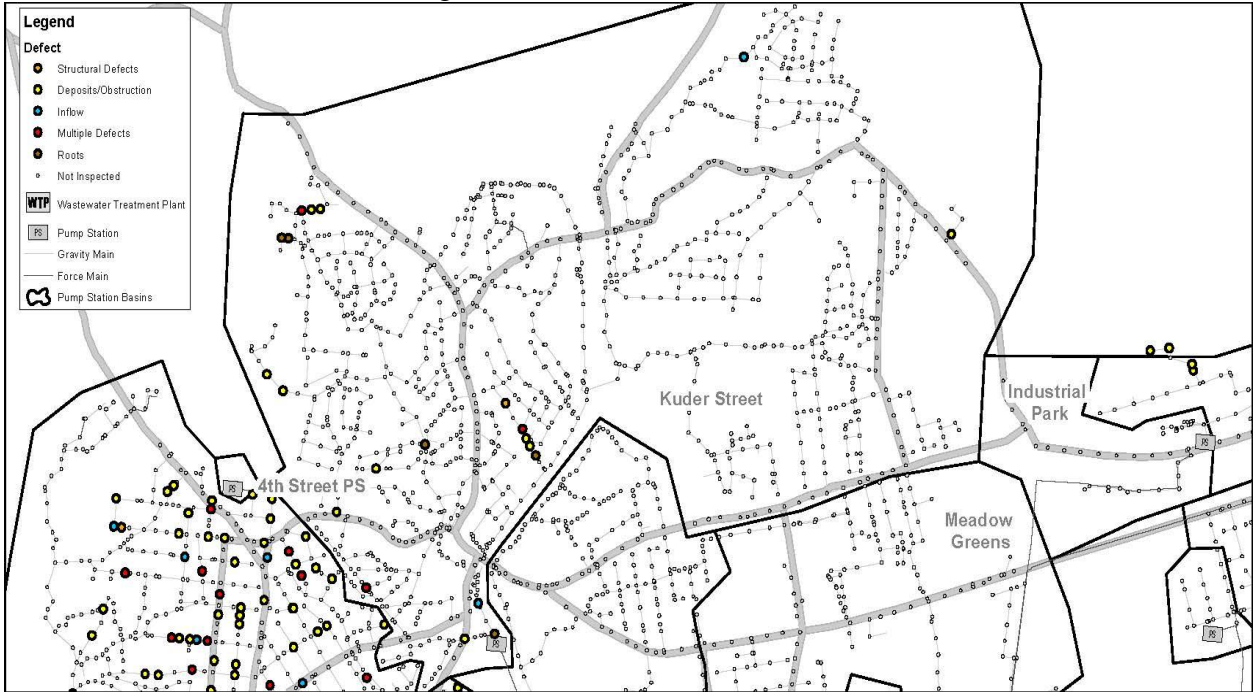 Legend
Defect
Structural Defects
Deposits/Obstruction
Inflow
Multiple Defects
Roots
Not Inspected
WTP Wastewater Treatment Plant
PS Pump Station
Gravity Main
Force Main
Pump Station Basins
Kuder Street
Industrial
Park
PS
PS 4th Street PS
Meadow
Greens
PS
PS